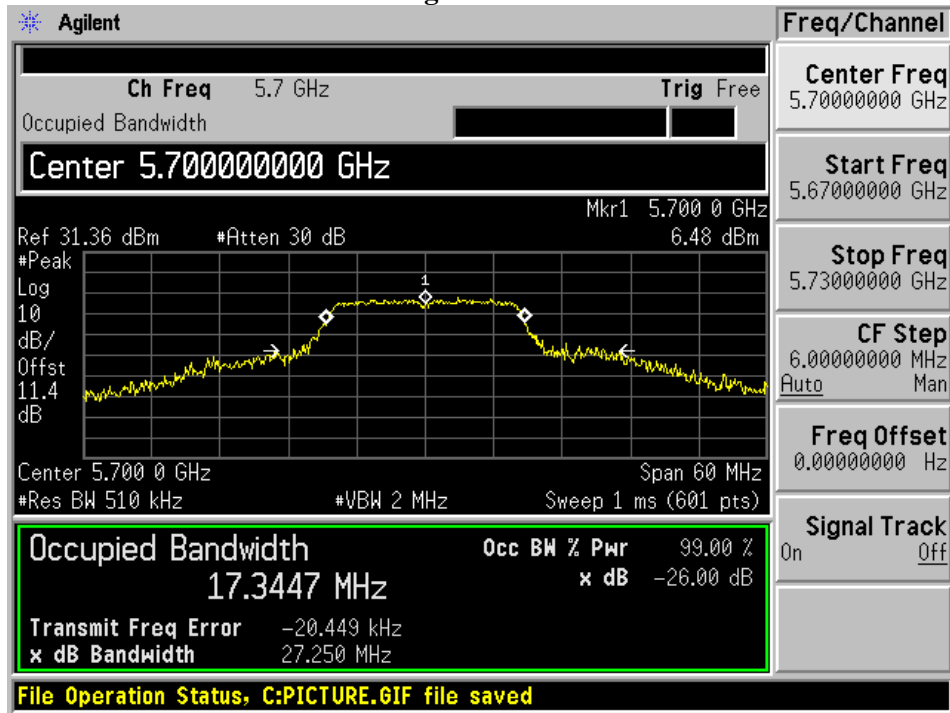 Agilent
Freq/Channel
Ch Freq 5.7 GHz Trig Free
Occupied Bandwidth
Center 5.700000000 GHz
Mkr1 5.700 0 GHz
Ref 31.36 dBm #Atten 30 dB 6.48 dBm
#Peak
Log
10
dB/
Offst
11.4
dB
1
Center 5.700 0 GHz Span 60 MHz
#Res BW 510 kHz #VBW 2 MHz Sweep 1 ms (601 pts)
Occupied Bandwidth Occ BW % Pwr 99.00 %
17.3447 MHz x dB -26.00 dB
Transmit Freq Error -20.449 kHz
x dB Bandwidth 27.250 MHz
File Operation Status, C:PICTURE.GIF file saved
Center Freq
5.70000000 GHz
Start Freq
5.67000000 GHz
Stop Freq
5.73000000 GHz
CF Step
6.00000000 MHz
Auto Man
Freq Offset
0.00000000 Hz
Signal Track
On Off